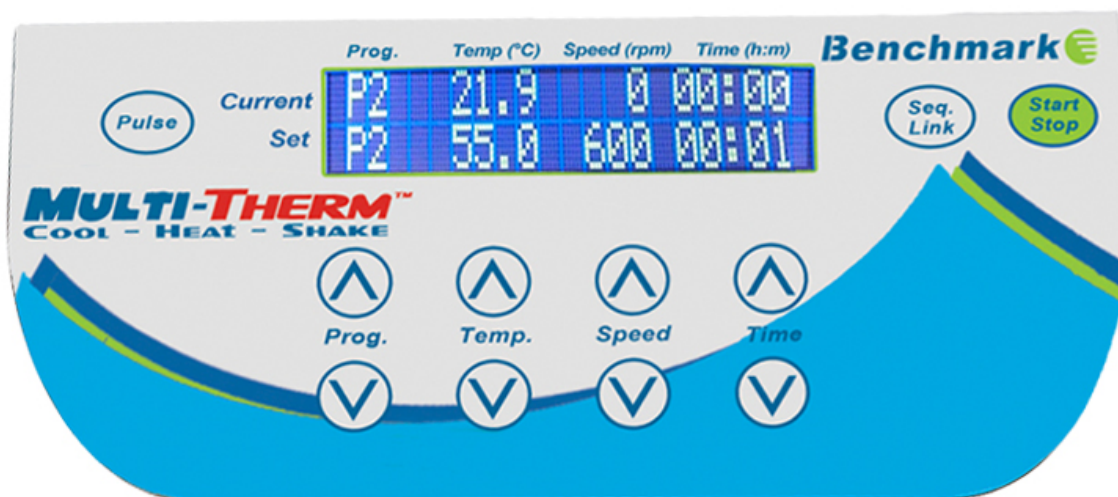 Prog. Temp (°C) Speed (rpm) Time (h:m)
Benchmark
Pulse
Current P2 21.9 0 00:00
Set P2 55.0 600 00:01
Seq. Link
Start Stop
MULTI-THERM™
COOL - HEAT - SHAKE
Prog. Temp. Speed Time